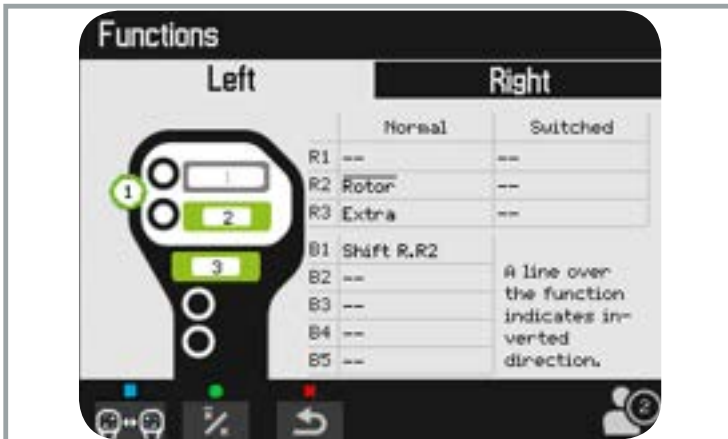 Functions
Left Right
Normal Switched
R1 -- --
R2 Rotor --
R3 Extra --
B1 Shift R.R2
B2 --
B3 --
B4 --
B5 --
A line over
the function
indicates in-
verted
direction.
1
1
2
3
2